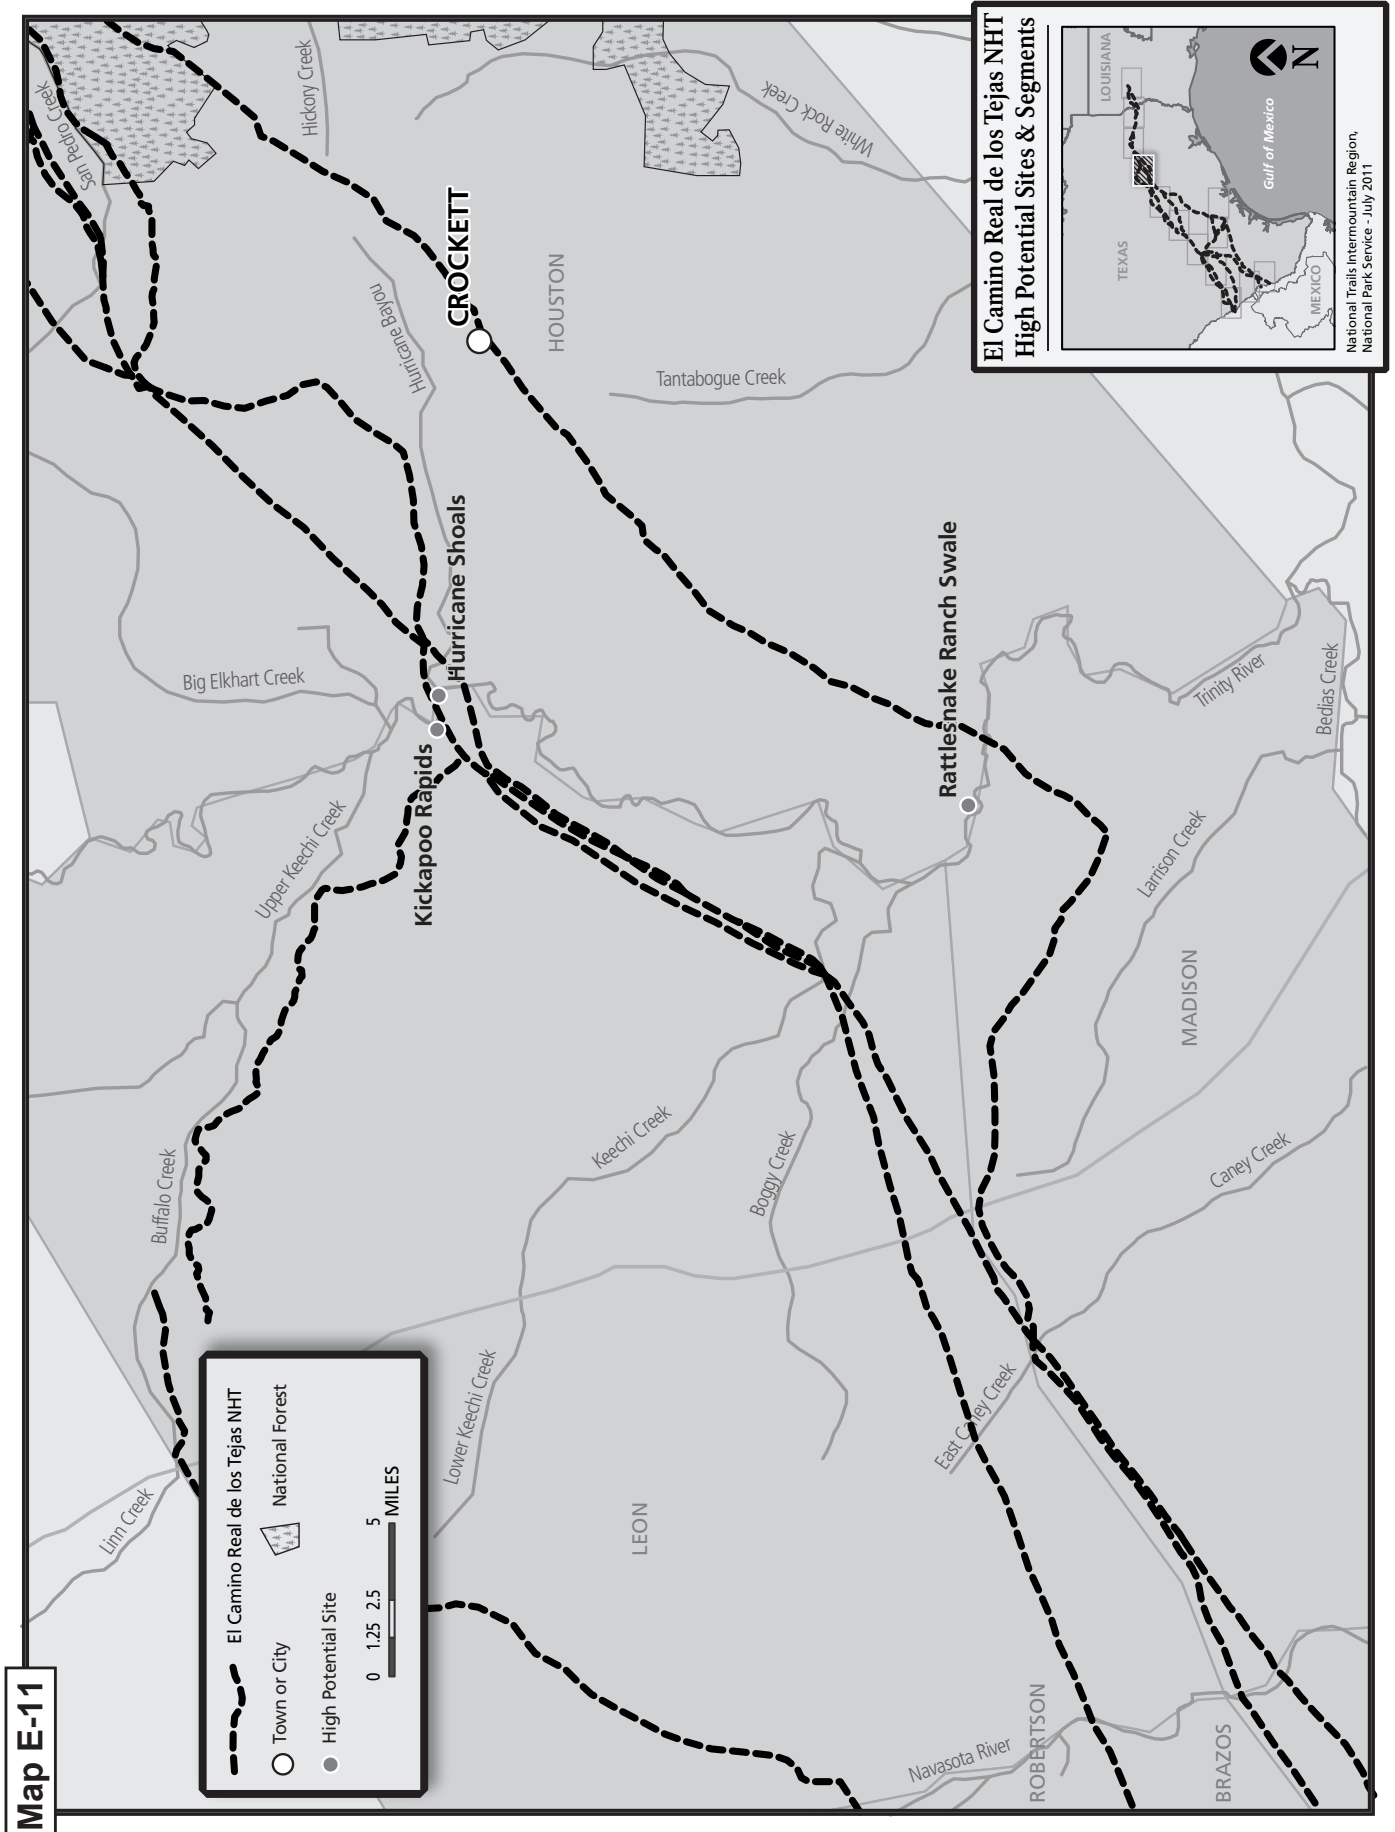 Map E-11
El Camino Real de los Tejas NHT
High Potential Sites & Segments
TEXAS
LOUISIANA
MEXICO
Gulf of Mexico
N
National Trails Intermountain Region,
National Park Service - July 2011
El Camino Real de los Tejas NHT
Town or City
National Forest
High Potential Site
0 1.25 2.5 5
MILES
Linn Creek
Buffalo Creek
Upper Keechi Creek
Big Elkhart Creek
San Pedro Creek
Hickory Creek
Hurricane Bayou
CROCKETT
HOUSTON
White Rock Creek
Tantabogue Creek
Hurricane Shoals
Kickapoo Rapids
Rattlesnake Ranch Swale
Lower Keechi Creek
Keechi Creek
Boggy Creek
LEON
East Caney Creek
Caney Creek
MADISON
Larrison Creek
Trinity River
Bedias Creek
Navasota River
ROBERTSON
BRAZOS